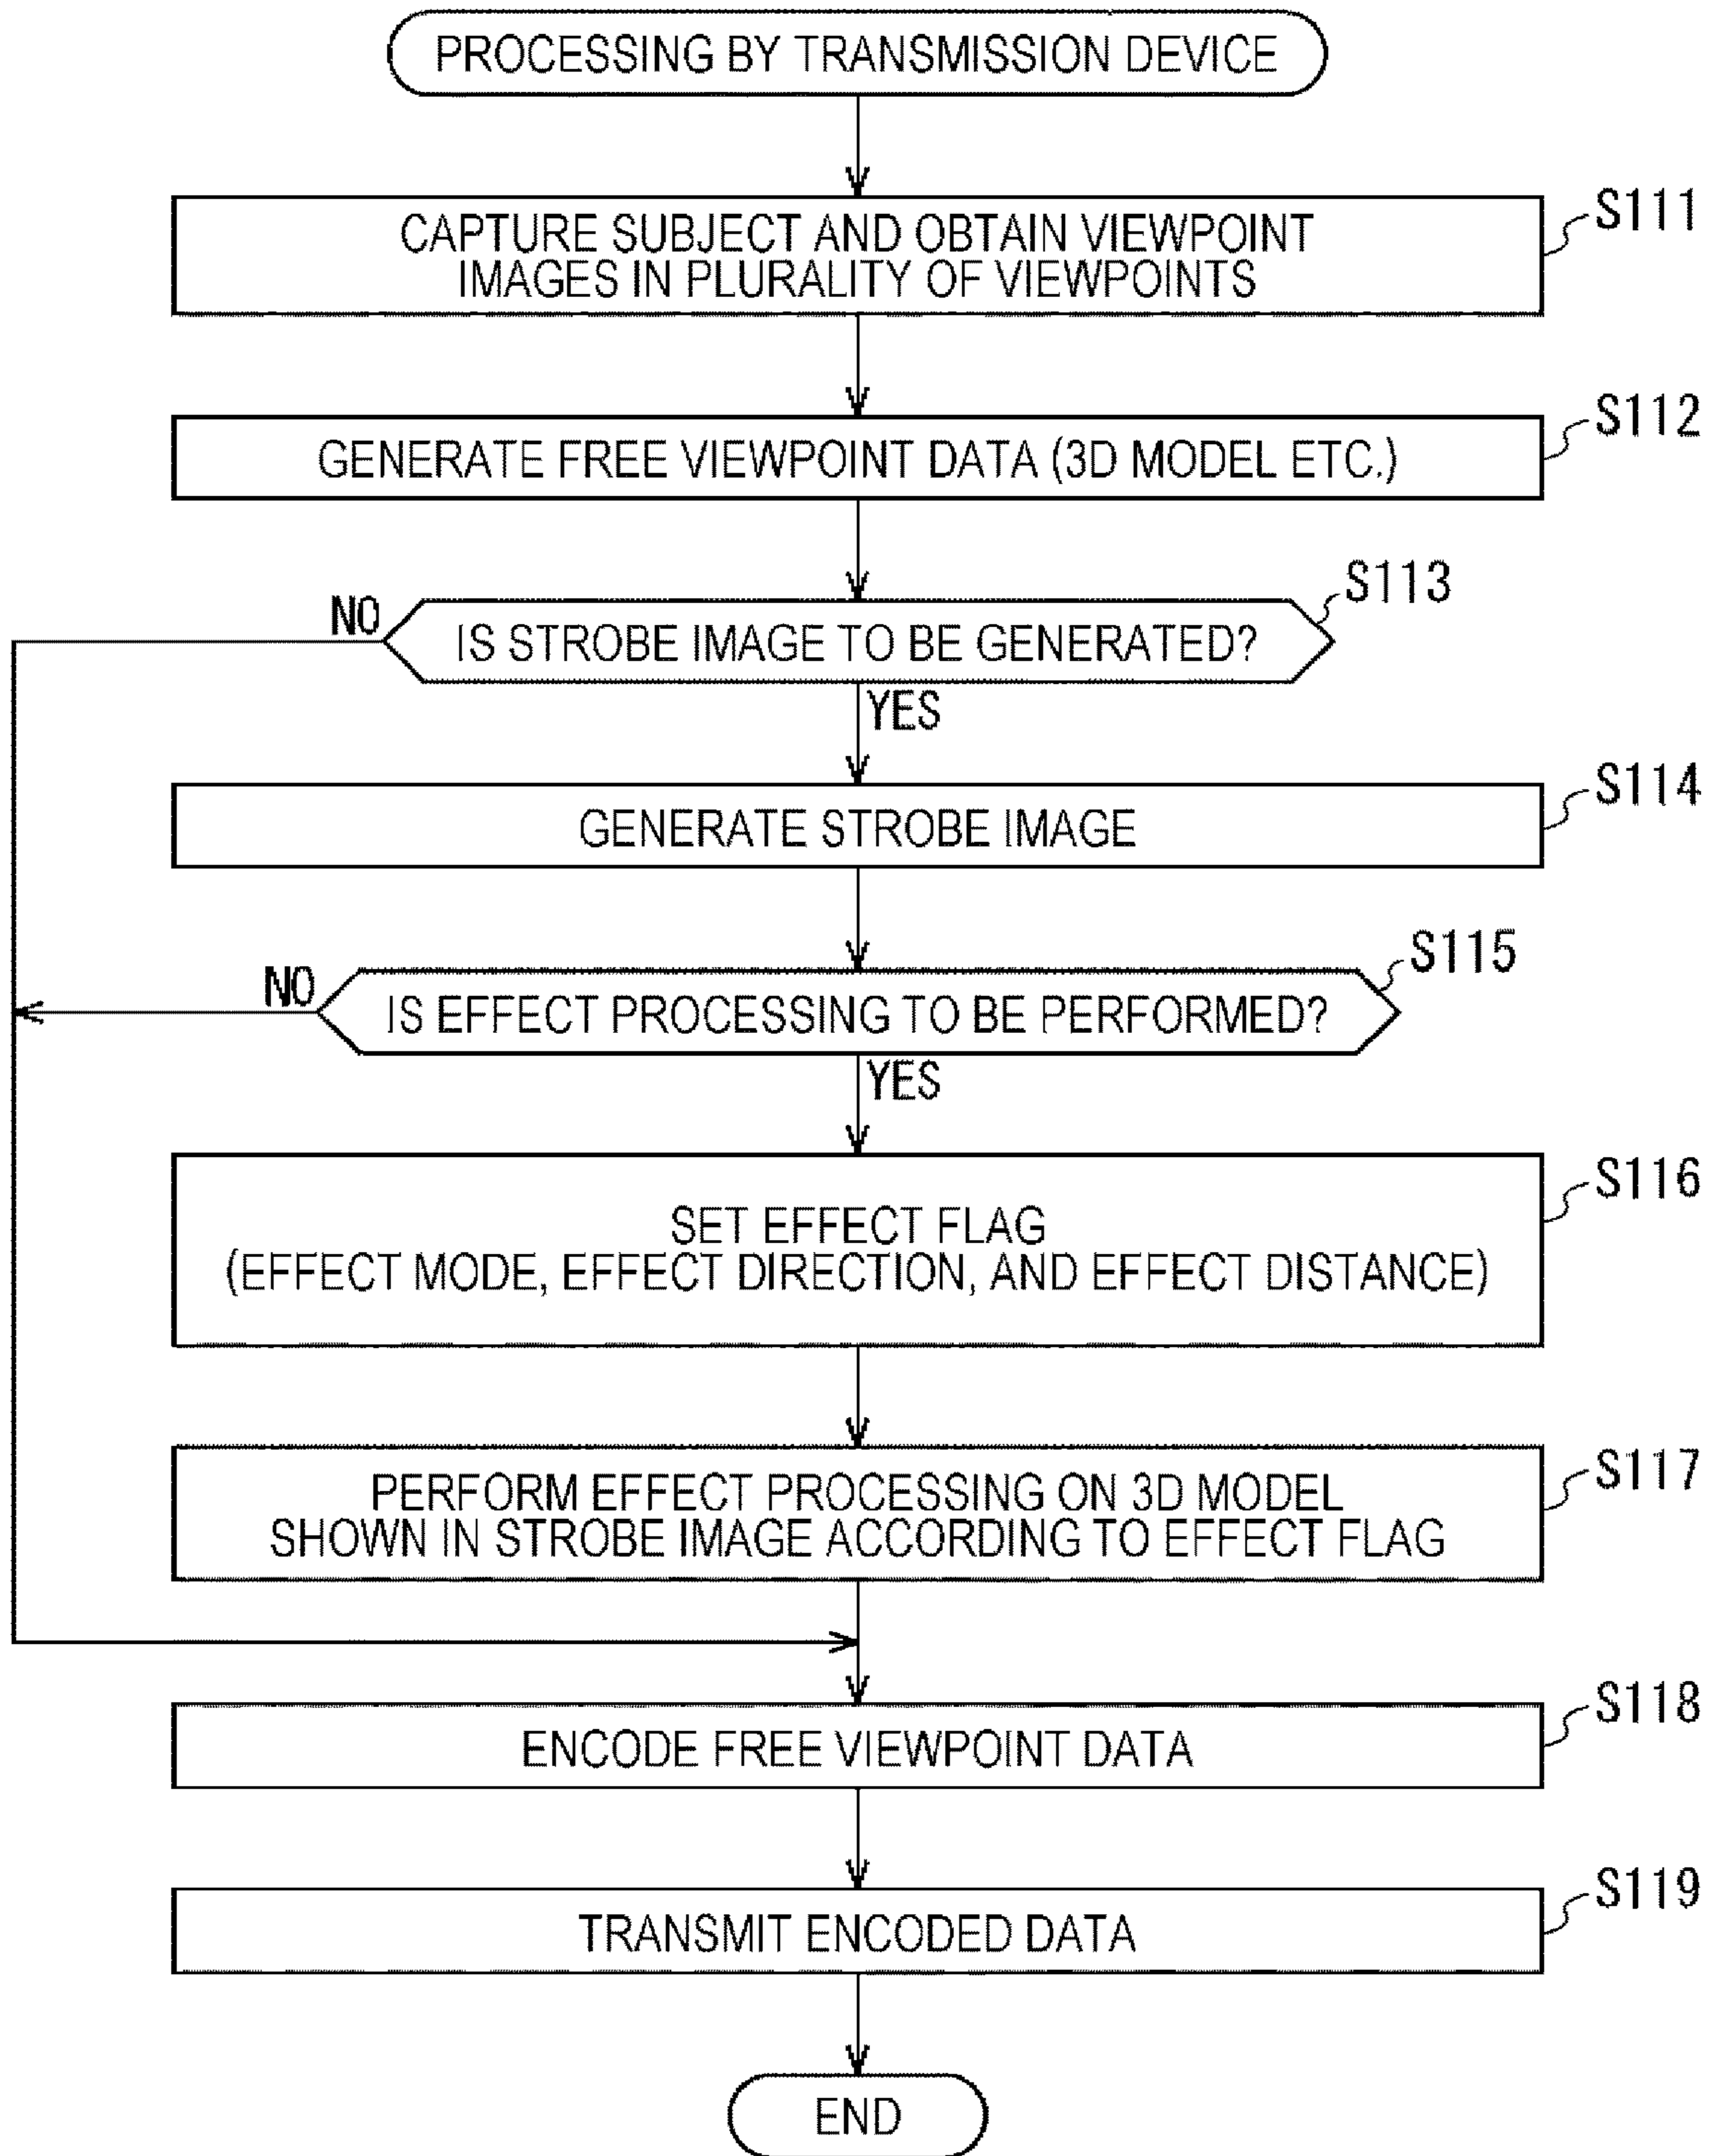 PROCESSING BY TRANSMISSION DEVICE
S111
CAPTURE SUBJECT AND OBTAIN VIEWPOINT
IMAGES IN PLURALITY OF VIEWPOINTS
S112
GENERATE FREE VIEWPOINT DATA (3D MODEL ETC.)
S113
NO
IS STROBE IMAGE TO BE GENERATED?
YES
S114
GENERATE STROBE IMAGE
S115
NO
IS EFFECT PROCESSING TO BE PERFORMED?
YES
S116
SET EFFECT FLAG
(EFFECT MODE, EFFECT DIRECTION, AND EFFECT DISTANCE)
S117
PERFORM EFFECT PROCESSING ON 3D MODEL
SHOWN IN STROBE IMAGE ACCORDING TO EFFECT FLAG
S118
ENCODE FREE VIEWPOINT DATA
S119
TRANSMIT ENCODED DATA
END